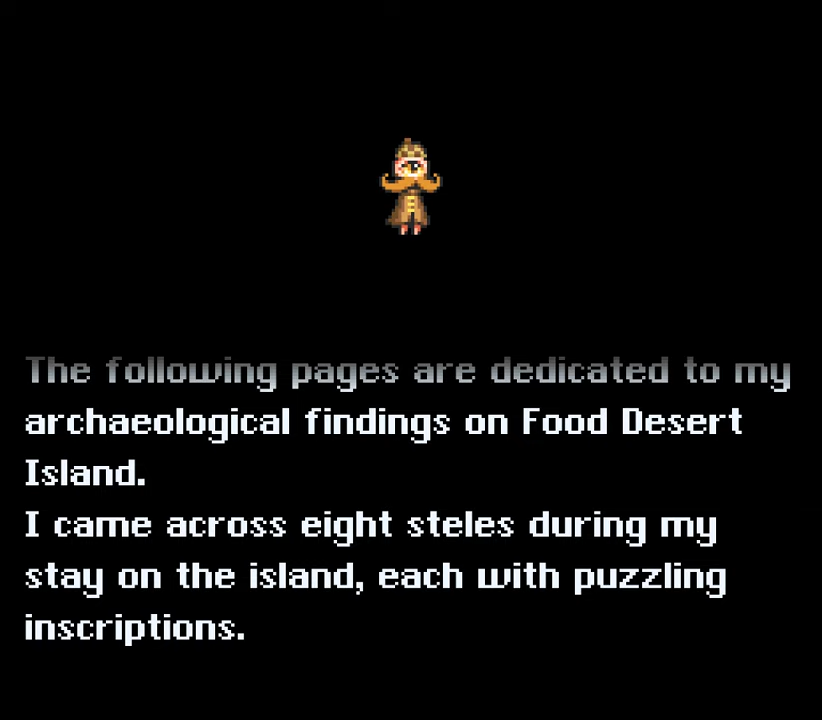 The following pages are dedicated to my
archaeological findings on Food Desert
Island.
I came across eight steles during my
stay on the island, each with puzzling
inscriptions.